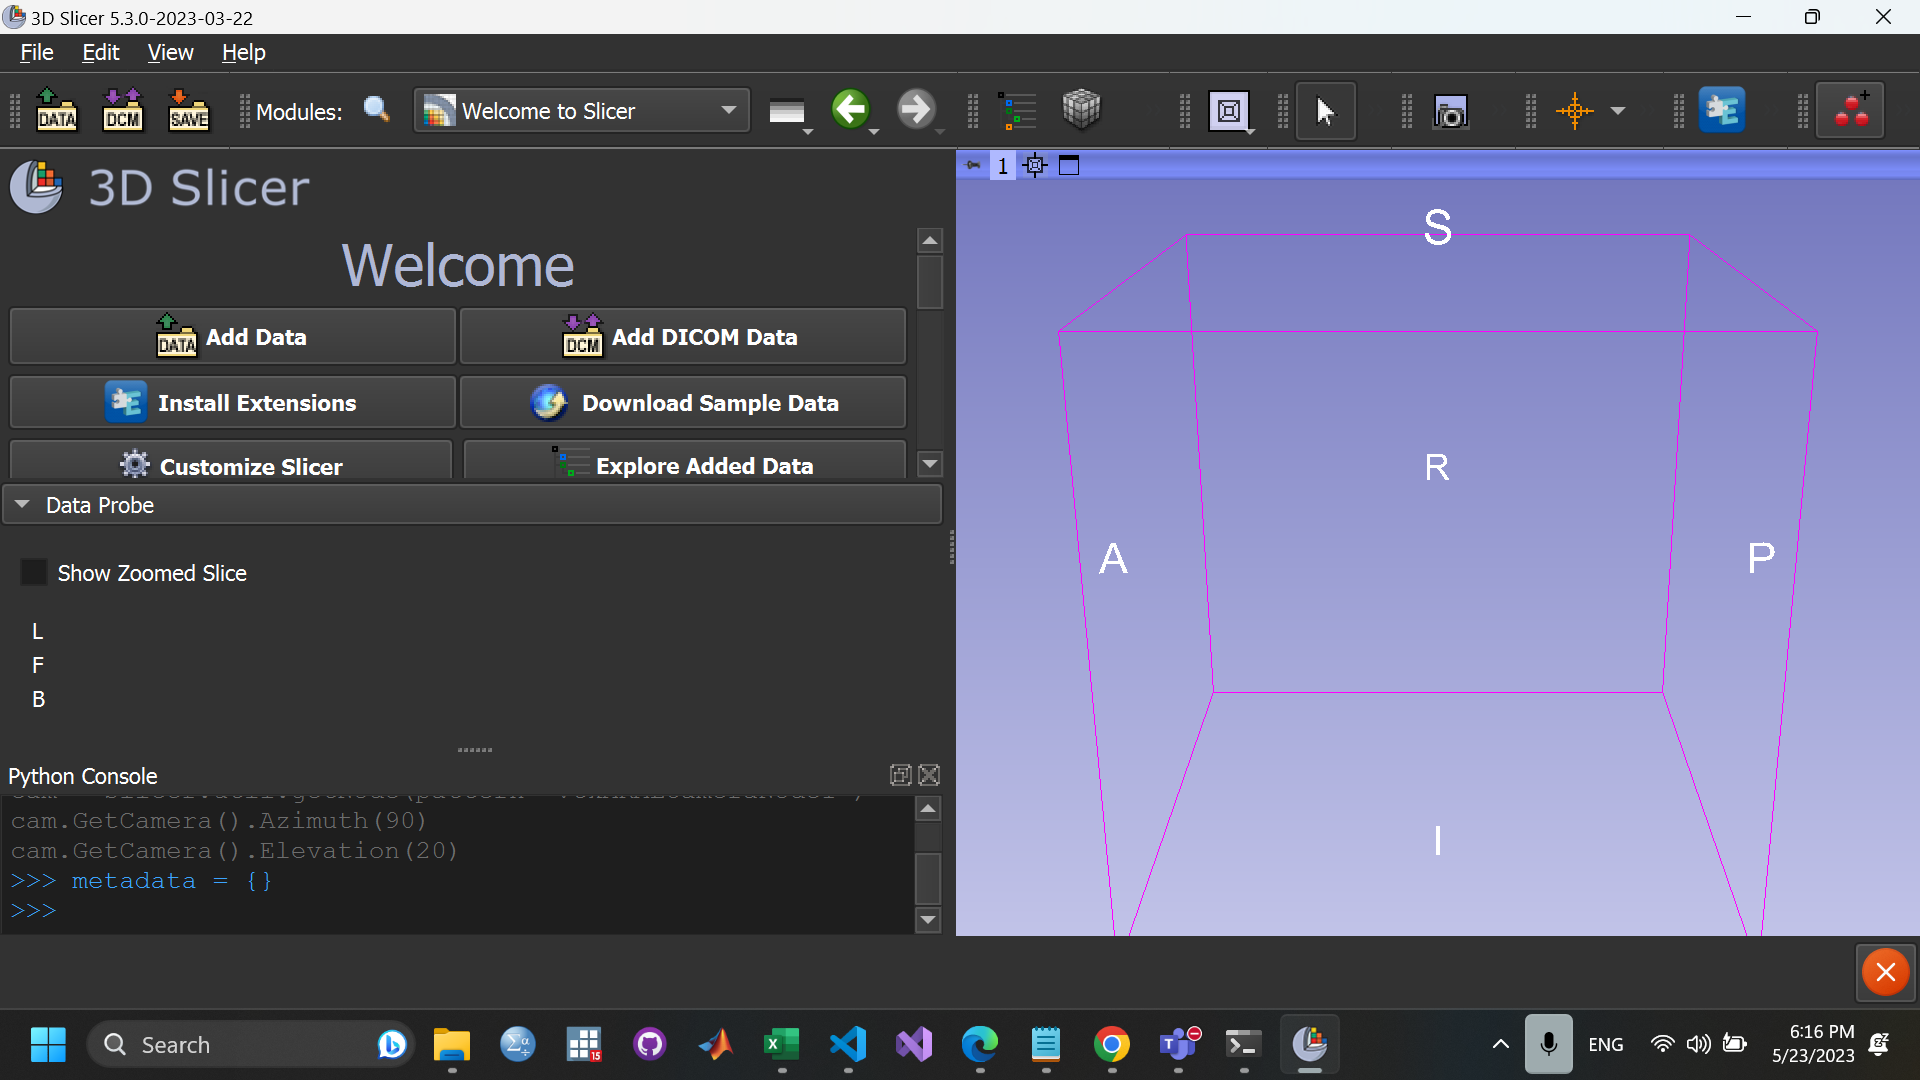 3D Slicer 5.3.0-2023-03-22
File Edit View Help
DATA DCM SAVE Modules: Welcome to Slicer
1
3D Slicer
Welcome
DATA Add Data
DCM Add DICOM Data
Install Extensions
Download Sample Data
Customize Slicer
Explore Added Data
Data Probe
Show Zoomed Slice
L
F
B
Python Console
cam.GetCamera().Azimuth(90)
cam.GetCamera().Elevation(20)
>>> metadata = {}
>>>
S
R
A
P
I
Search
15
ENG
6:16 PM
5/23/2023